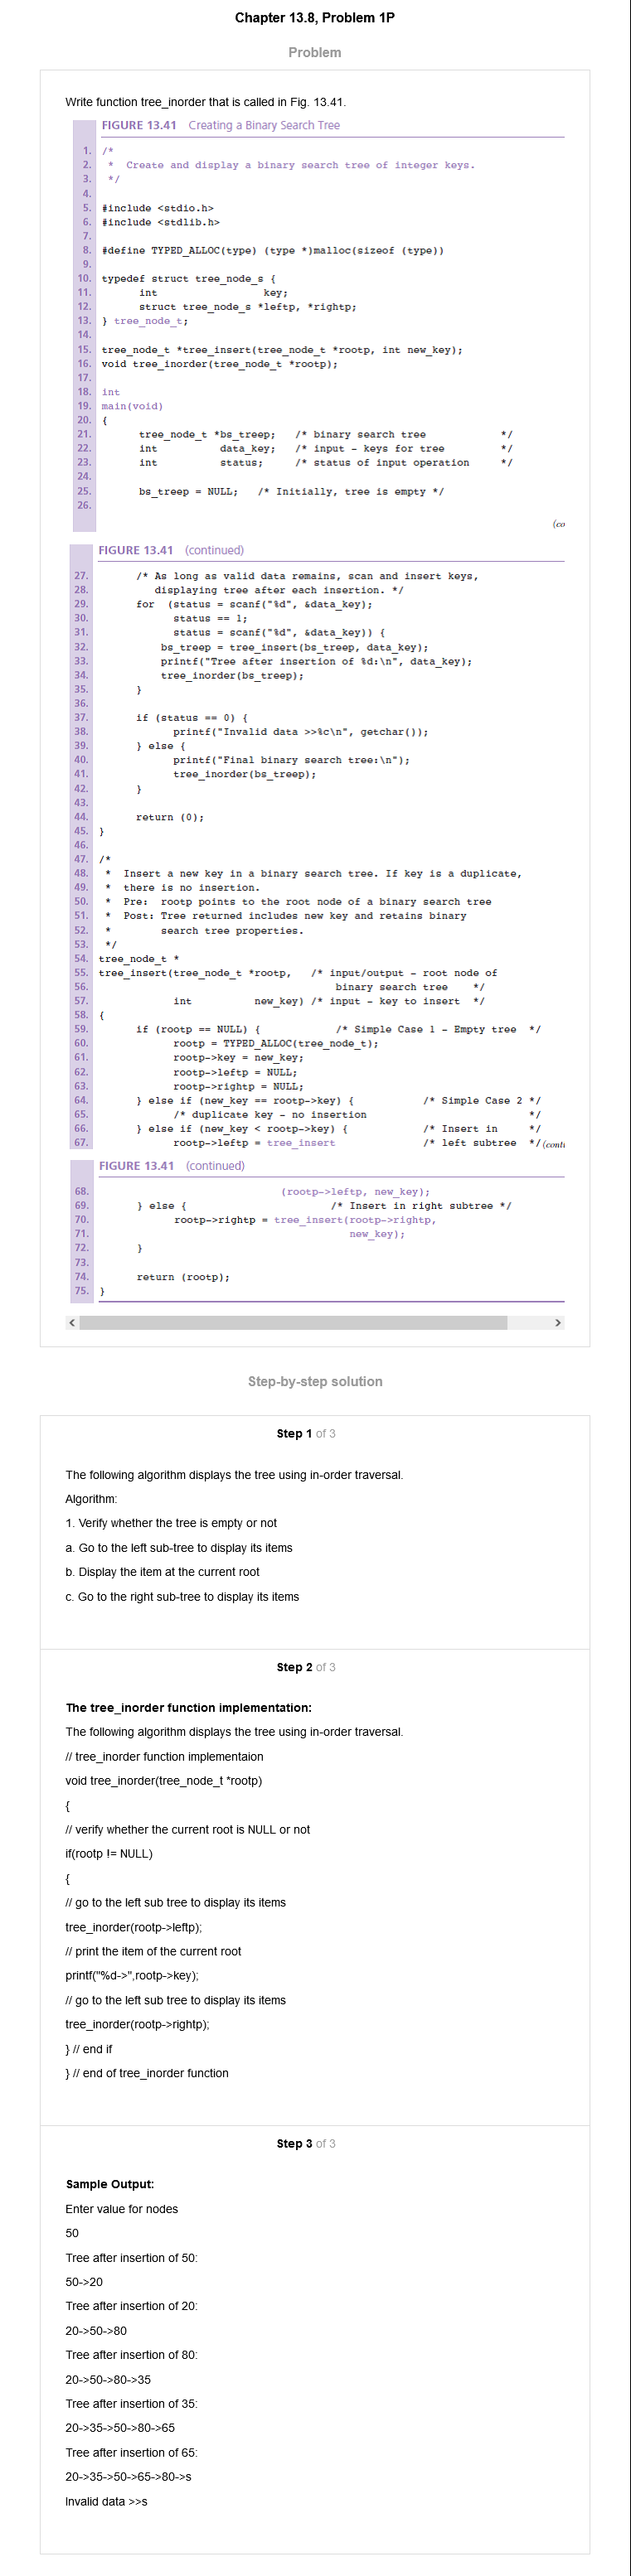 Chapter 13.8, Problem 1P
Problem
Write function tree_inorder that is called in Fig. 13.41.
FIGURE 13.41 Creating a Binary Search Tree
1. /*
2. * Create and display a binary search tree of integer keys.
3. */
4.
5. #include <stdio.h>
6. #include <stdlib.h>
7.
8. #define TYPED_ALLOC(type) (type *)malloc(sizeof (type))
9.
10. typedef struct tree_node_s {
11. int key;
12. struct tree_node_s *leftp, *rightp;
13. } tree_node_t;
14.
15. tree_node_t *tree_insert(tree_node_t *rootp, int new_key);
16. void tree_inorder(tree_node_t *rootp);
17.
18. int
19. main(void)
20. {
21. tree_node_t *bs_treep; /* binary search tree */
22. int data_key; /* input - keys for tree */
23. int status; /* status of input operation */
24.
25. bs_treep = NULL; /* Initially, tree is empty */
26.
(co
FIGURE 13.41 (continued)
27. /* As long as valid data remains, scan and insert keys,
28. displaying tree after each insertion. */
29. for (status = scanf("%d", &data_key);
30. status == 1;
31. status = scanf("%d", &data_key)) {
32. bs_treep = tree_insert(bs_treep, data_key);
33. printf("Tree after insertion of %d:\n", data_key);
34. tree_inorder(bs_treep);
35. }
36.
37. if (status == 0) {
38. printf("Invalid data >>%c\n", getchar());
39. } else {
40. printf("Final binary search tree:\n");
41. tree_inorder(bs_treep);
42. }
43.
44. return (0);
45. }
46.
47. /*
48. * Insert a new key in a binary search tree. If key is a duplicate,
49. * there is no insertion.
50. * Pre: rootp points to the root node of a binary search tree
51. * Post: Tree returned includes new key and retains binary
52. * search tree properties.
53. */
54. tree_node_t *
55. tree_insert(tree_node_t *rootp, /* input/output - root node of
56. binary search tree */
57. int new_key) /* input - key to insert */
58. {
59. if (rootp == NULL) { /* Simple Case 1 - Empty tree */
60. rootp = TYPED_ALLOC(tree_node_t);
61. rootp->key = new_key;
62. rootp->leftp = NULL;
63. rootp->rightp = NULL;
64. } else if (new_key == rootp->key) { /* Simple Case 2 */
65. /* duplicate key - no insertion */
66. } else if (new_key < rootp->key) { /* Insert in */
67. rootp->leftp = tree_insert /* left subtree */ (conti
FIGURE 13.41 (continued)
68. (rootp->leftp, new_key);
69. } else { /* Insert in right subtree */
70. rootp->rightp = tree_insert(rootp->rightp,
71. new_key);
72. }
73.
74. return (rootp);
75. }
Step-by-step solution
Step 1 of 3
The following algorithm displays the tree using in-order traversal.
Algorithm:
1. Verify whether the tree is empty or not
a. Go to the left sub-tree to display its items
b. Display the item at the current root
c. Go to the right sub-tree to display its items
Step 2 of 3
The tree_inorder function implementation:
The following algorithm displays the tree using in-order traversal.
// tree_inorder function implementaion
void tree_inorder(tree_node_t *rootp)
{
// verify whether the current root is NULL or not
if(rootp != NULL)
{
// go to the left sub tree to display its items
tree_inorder(rootp->leftp);
// print the item of the current root
printf("%d->",rootp->key);
// go to the left sub tree to display its items
tree_inorder(rootp->rightp);
} // end if
} // end of tree_inorder function
Step 3 of 3
Sample Output:
Enter value for nodes
50
Tree after insertion of 50:
50->20
Tree after insertion of 20:
20->50->80
Tree after insertion of 80:
20->50->80->35
Tree after insertion of 35:
20->35->50->80->65
Tree after insertion of 65:
20->35->50->65->80->s
Invalid data >>s